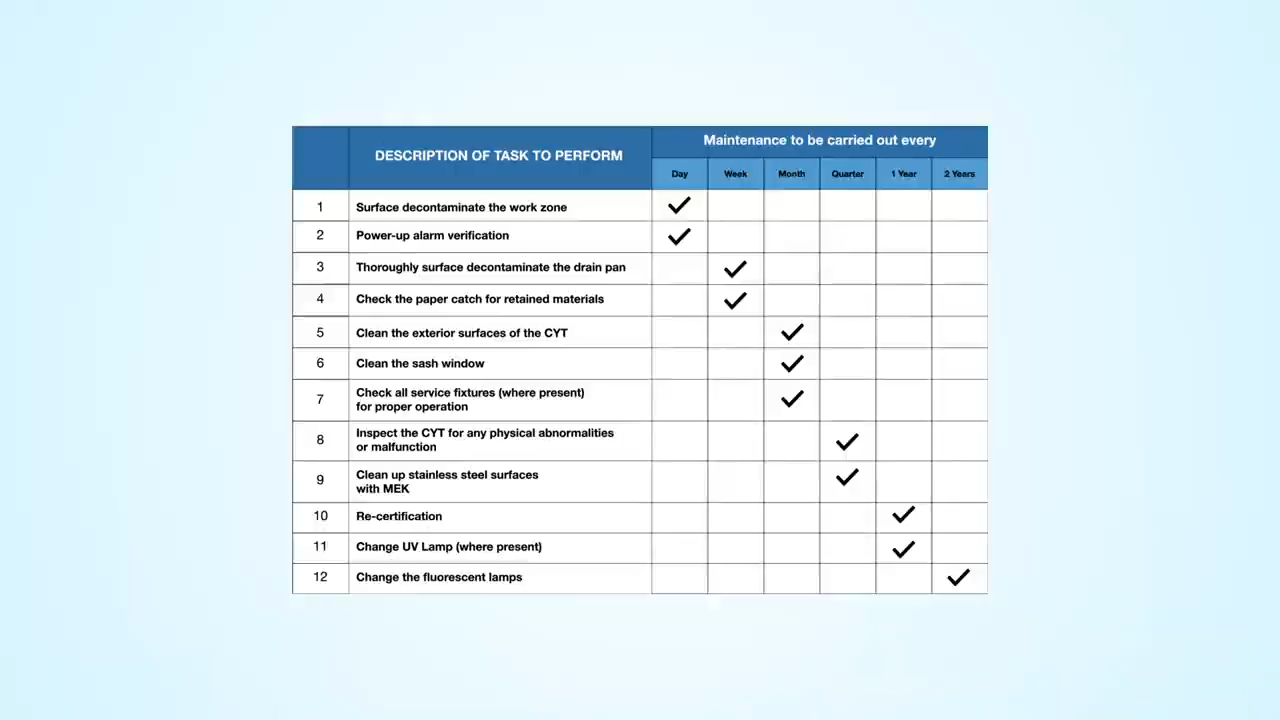 DESCRIPTION OF TASK TO PERFORM
Maintenance to be carried out every
Day Week Month Quarter 1 Year 2 Years
1 Surface decontaminate the work zone ✓
2 Power-up alarm verification ✓
3 Thoroughly surface decontaminate the drain pan ✓
4 Check the paper catch for retained materials ✓
5 Clean the exterior surfaces of the CYT ✓
6 Clean the sash window ✓
7 Check all service fixtures (where present)
for proper operation ✓
8 Inspect the CYT for any physical abnormalities
or malfunction ✓
9 Clean up stainless steel surfaces
with MEK ✓
10 Re-certification ✓
11 Change UV Lamp (where present) ✓
12 Change the fluorescent lamps ✓